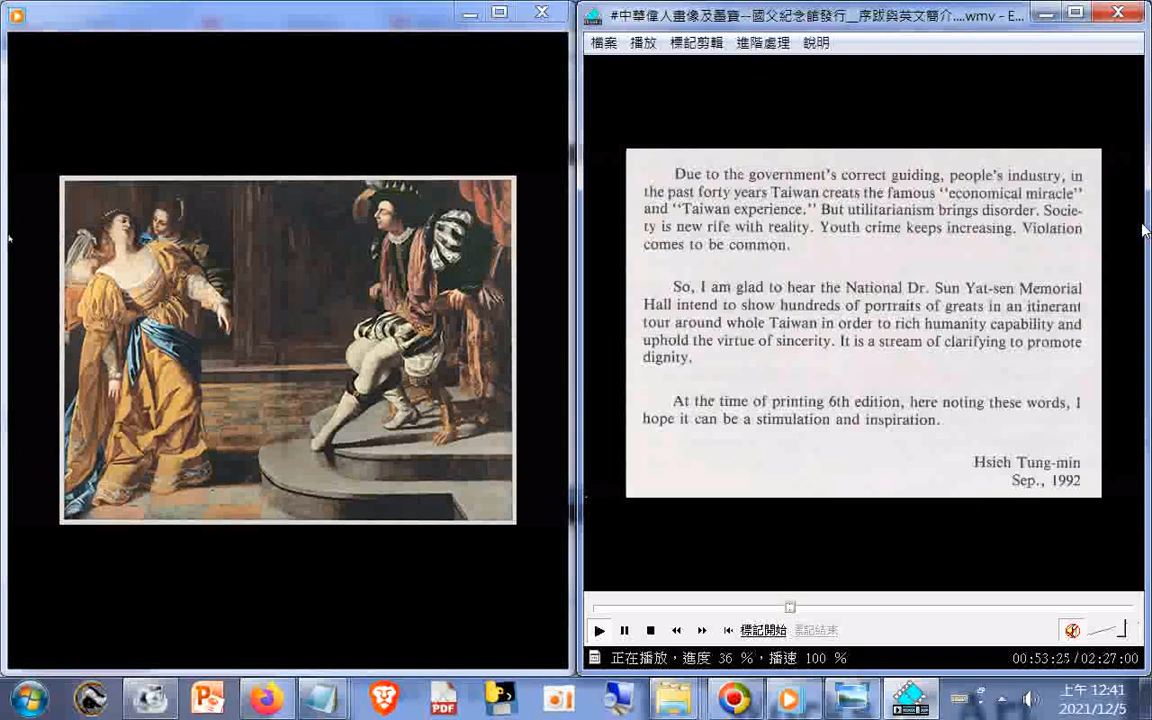 #中華偉人畫像及墨寶--國父紀念館發行__序跋與英文簡介....wmv - E...
檔案 播放 標記剪輯 進階處理 說明
Due to the government's correct guiding, people's industry, in
the past forty years Taiwan creats the famous "economical miracle"
and "Taiwan experience." But utilitarianism brings disorder. Socie-
ty is new rife with reality. Youth crime keeps increasing. Violation
comes to be common.
So, I am glad to hear the National Dr. Sun Yat-sen Memorial
Hall intend to show hundreds of portraits of greats in an itinerant
tour around whole Taiwan in order to rich humanity capability and
uphold the virtue of sincerity. It is a stream of clarifying to promote
dignity.
At the time of printing 6th edition, here noting these words, I
hope it can be a stimulation and inspiration.
Hsieh Tung-min
Sep., 1992
標記開始 標記結束
正在播放，進度 36 %，播速 100 % 00:53:25 / 02:27:00
PDF
上午 12:41
2021/12/5